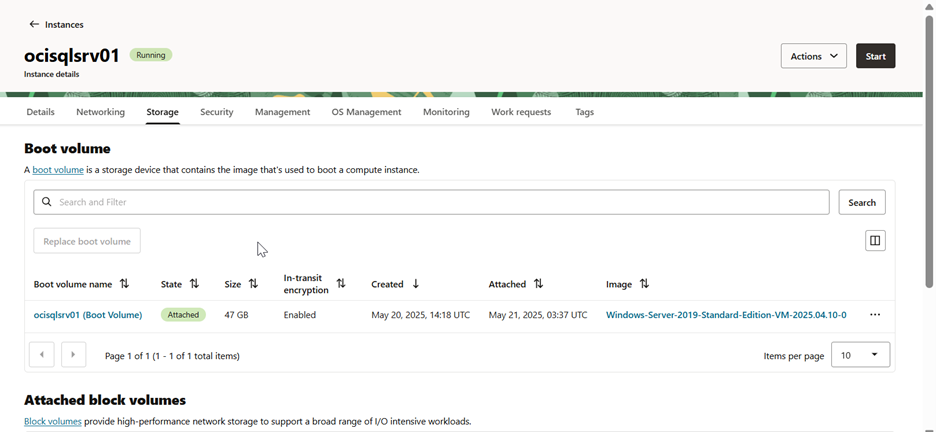 Instances
ocisqlsrv01 Running
Instance details
Actions Start
Details Networking Storage Security Management OS Management Monitoring Work requests Tags
Boot volume
A boot volume is a storage device that contains the image that's used to boot a compute instance.
Search and Filter Search
Replace boot volume
Boot volume name State Size In-transit encryption Created Attached Image
ocisqlsrv01 (Boot Volume) Attached 47 GB Enabled May 20, 2025, 14:18 UTC May 21, 2025, 03:37 UTC Windows-Server-2019-Standard-Edition-VM-2025.04.10-0
Page 1 of 1 (1 - 1 of 1 total items) Items per page 10
Attached block volumes
Block volumes provide high-performance network storage to support a broad range of I/O intensive workloads.